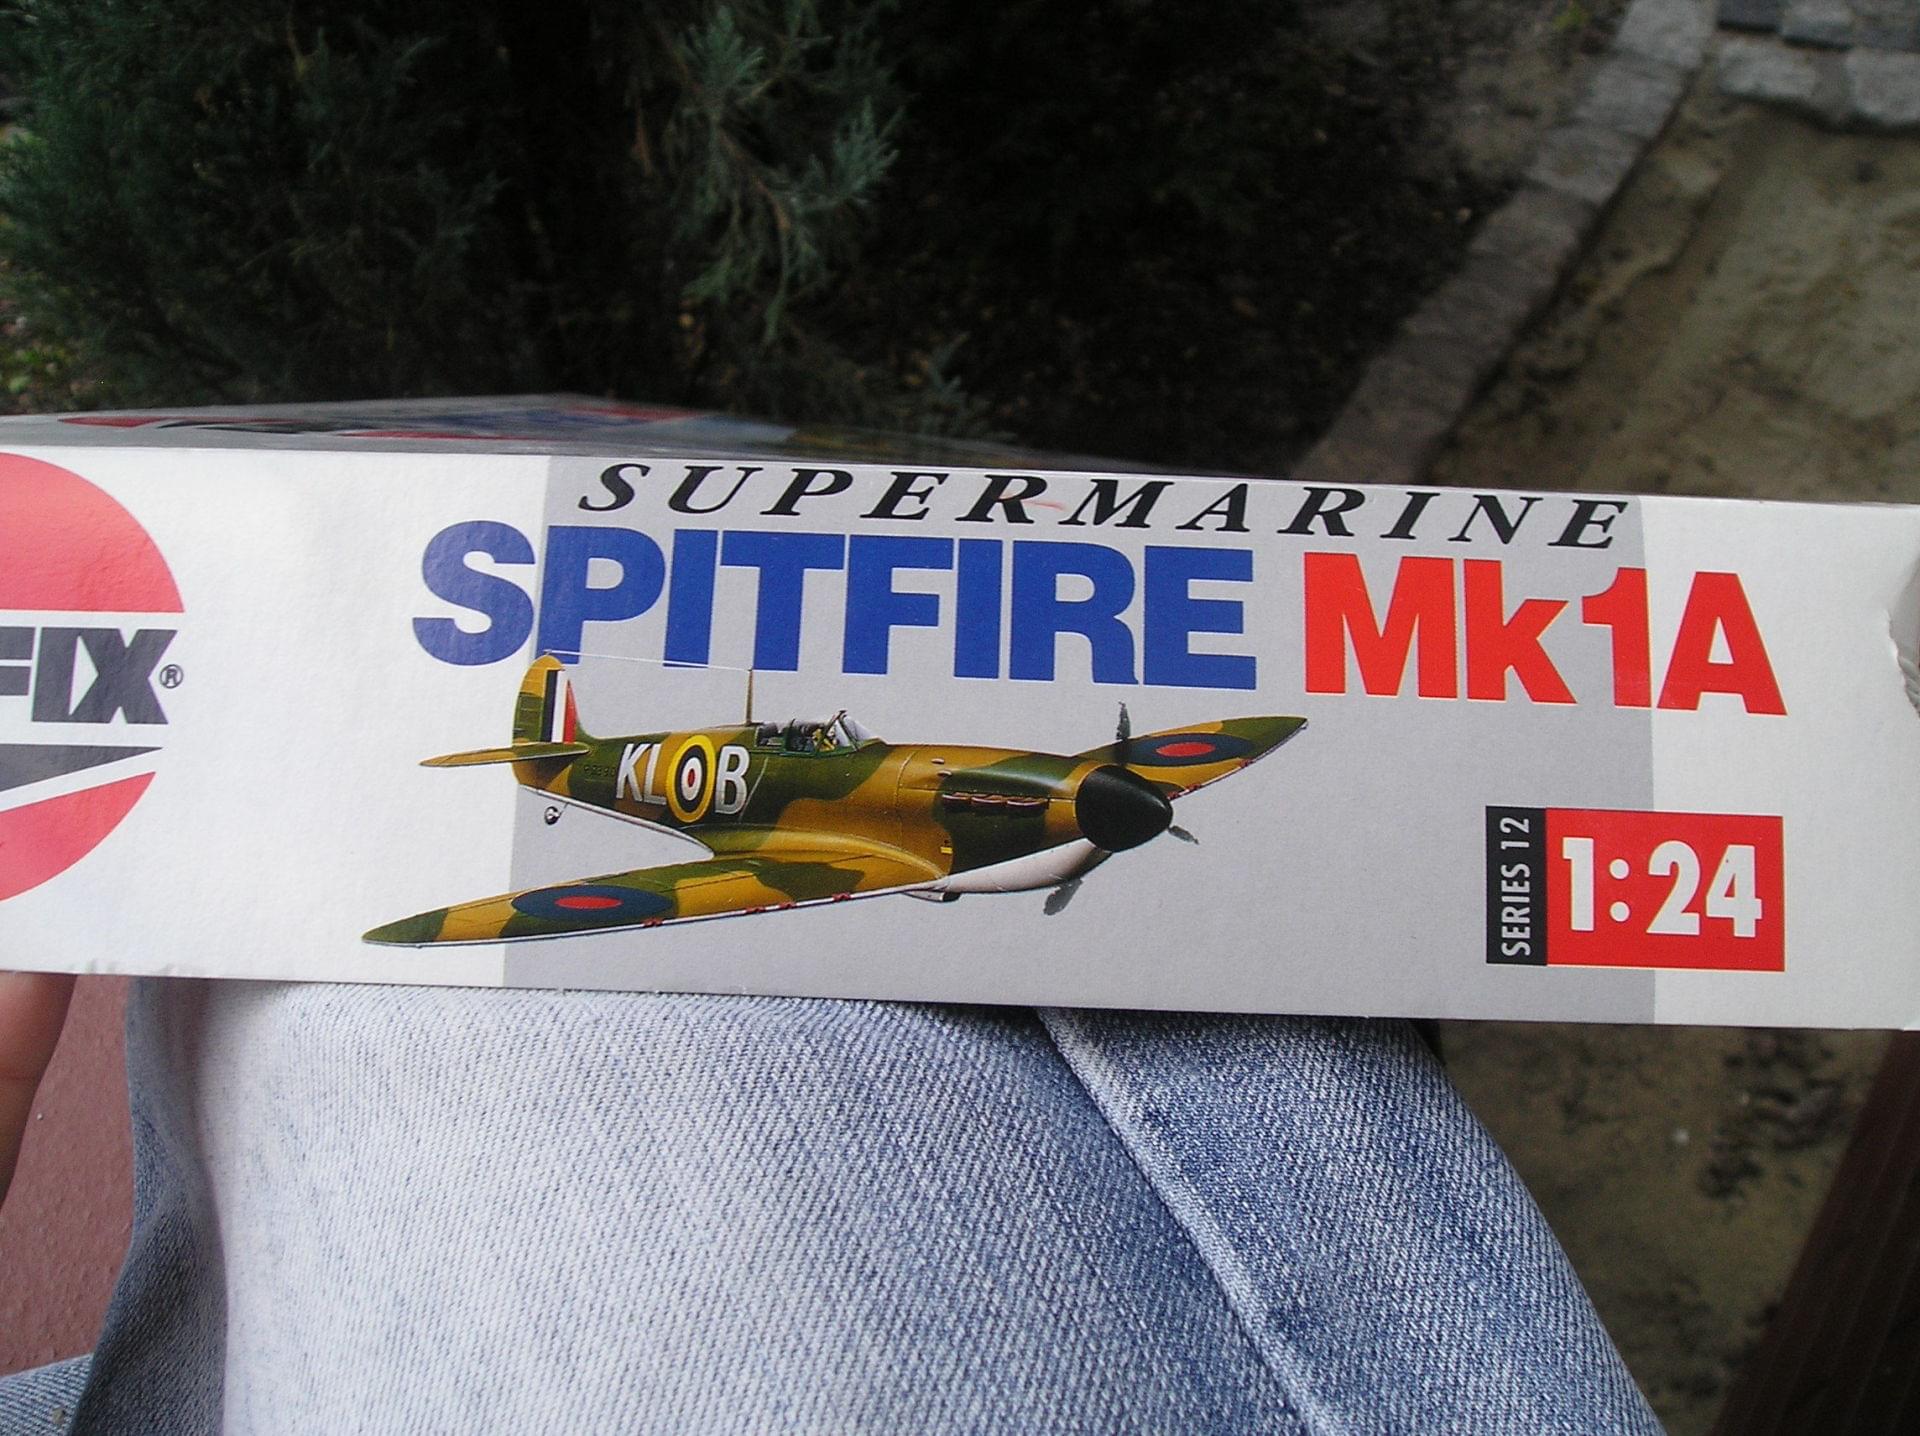 SUPERMARINE
SPITFIRE Mk1A
FIX®
KL B
SERIES 12
1:24